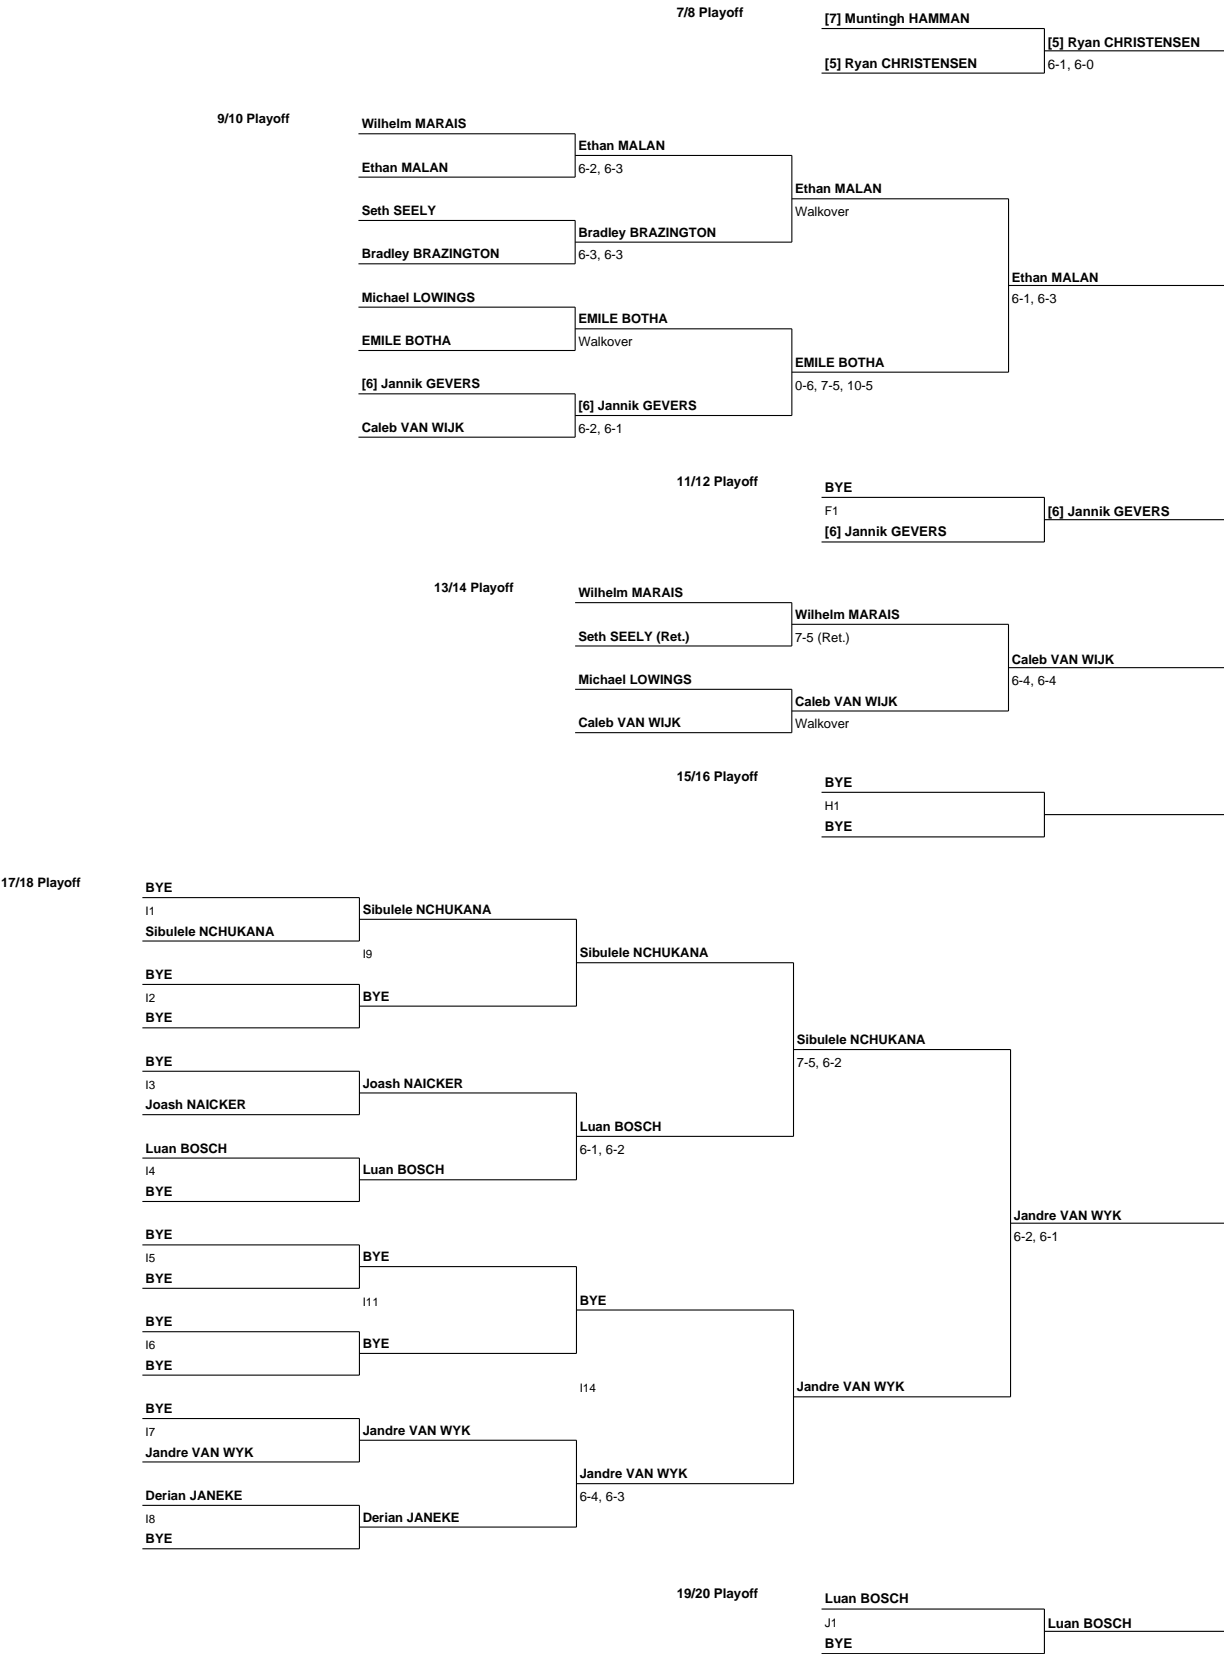 7/8 Playoff
[7] Muntingh HAMMAN
[5] Ryan CHRISTENSEN
[5] Ryan CHRISTENSEN
6-1, 6-0
9/10 Playoff
Wilhelm MARAIS
Ethan MALAN
Ethan MALAN
6-2, 6-3
Ethan MALAN
Walkover
Seth SEELY
Bradley BRAZINGTON
Bradley BRAZINGTON
6-3, 6-3
Ethan MALAN
6-1, 6-3
Michael LOWINGS
EMILE BOTHA
EMILE BOTHA
Walkover
EMILE BOTHA
0-6, 7-5, 10-5
[6] Jannik GEVERS
[6] Jannik GEVERS
Caleb VAN WIJK
6-2, 6-1
11/12 Playoff
BYE
F1
[6] Jannik GEVERS
[6] Jannik GEVERS
13/14 Playoff
Wilhelm MARAIS
Wilhelm MARAIS
Seth SEELY (Ret.)
7-5 (Ret.)
Caleb VAN WIJK
6-4, 6-4
Michael LOWINGS
Caleb VAN WIJK
Caleb VAN WIJK
Walkover
15/16 Playoff
BYE
H1
BYE
17/18 Playoff
BYE
I1
Sibulele NCHUKANA
Sibulele NCHUKANA
I9
Sibulele NCHUKANA
BYE
I2
BYE
BYE
Sibulele NCHUKANA
7-5, 6-2
BYE
I3
Joash NAICKER
Joash NAICKER
Luan BOSCH
6-1, 6-2
Luan BOSCH
I4
Luan BOSCH
BYE
Jandre VAN WYK
6-2, 6-1
BYE
I5
BYE
BYE
I11
BYE
BYE
I6
BYE
BYE
I14
Jandre VAN WYK
BYE
I7
Jandre VAN WYK
Jandre VAN WYK
Jandre VAN WYK
6-4, 6-3
Derian JANEKE
I8
Derian JANEKE
BYE
19/20 Playoff
Luan BOSCH
J1
Luan BOSCH
BYE